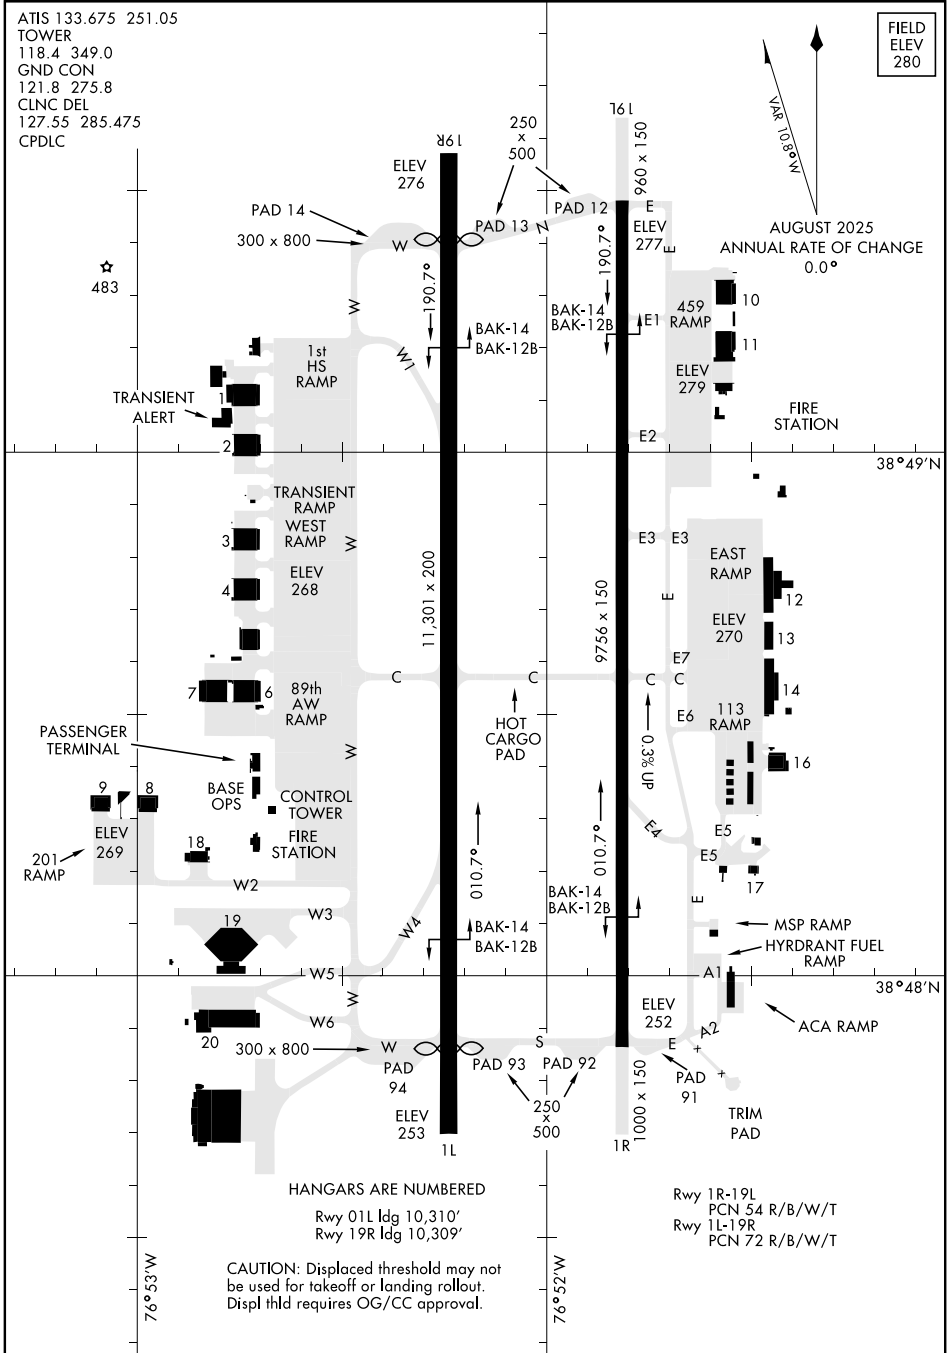 ATIS 133.675 251.05
TOWER
118.4 349.0
GND CON
121.8 275.8
CLNC DEL
127.55 285.475
CPDLC
FIELD
ELEV
280
VAR 10.8°W
AUGUST 2025
ANNUAL RATE OF CHANGE
0.0°
19R
19L
250
x
500
960 x 150
ELEV
276
PAD 14
300 x 800
W
PAD 13
N
PAD 12
E
ELEV
277
E
483
190.7°
190.7°
W
BAK-14
BAK-12B
BAK-14
BAK-12B
E1
459
RAMP
10
11
ELEV
279
1st
HS
RAMP
W1
1
TRANSIENT
ALERT
2
E2
FIRE
STATION
38°49'N
TRANSIENT
RAMP
WEST
RAMP
3
W
E3
E3
EAST
RAMP
ELEV
268
4
11,301 x 200
9756 x 150
E
12
ELEV
270
13
E7
C
C
C
C
7
6
89th
AW
RAMP
14
113
RAMP
E6
HOT
CARGO
PAD
0.3% UP
PASSENGER
TERMINAL
W
16
BASE
OPS
9
8
CONTROL
TOWER
ELEV
269
18
FIRE
STATION
201
RAMP
010.7°
010.7°
E4
E5
E5
17
W2
W3
W4
BAK-14
BAK-12B
BAK-14
BAK-12B
E
MSP RAMP
HYRDRANT FUEL
RAMP
19
W5
A1
38°48'N
W
W6
20
ELEV
252
A2
ACA RAMP
300 x 800
W
S
E
PAD
94
PAD 93
PAD 92
PAD
91
ELEV
253
250
x
500
1000 x 150
TRIM
PAD
1L
1R
HANGARS ARE NUMBERED
Rwy 01L ldg 10,310'
Rwy 19R ldg 10,309'
Rwy 1R-19L
PCN 54 R/B/W/T
Rwy 1L-19R
PCN 72 R/B/W/T
CAUTION: Displaced threshold may not
be used for takeoff or landing rollout.
Displ thld requires OG/CC approval.
76°53'W
76°52'W